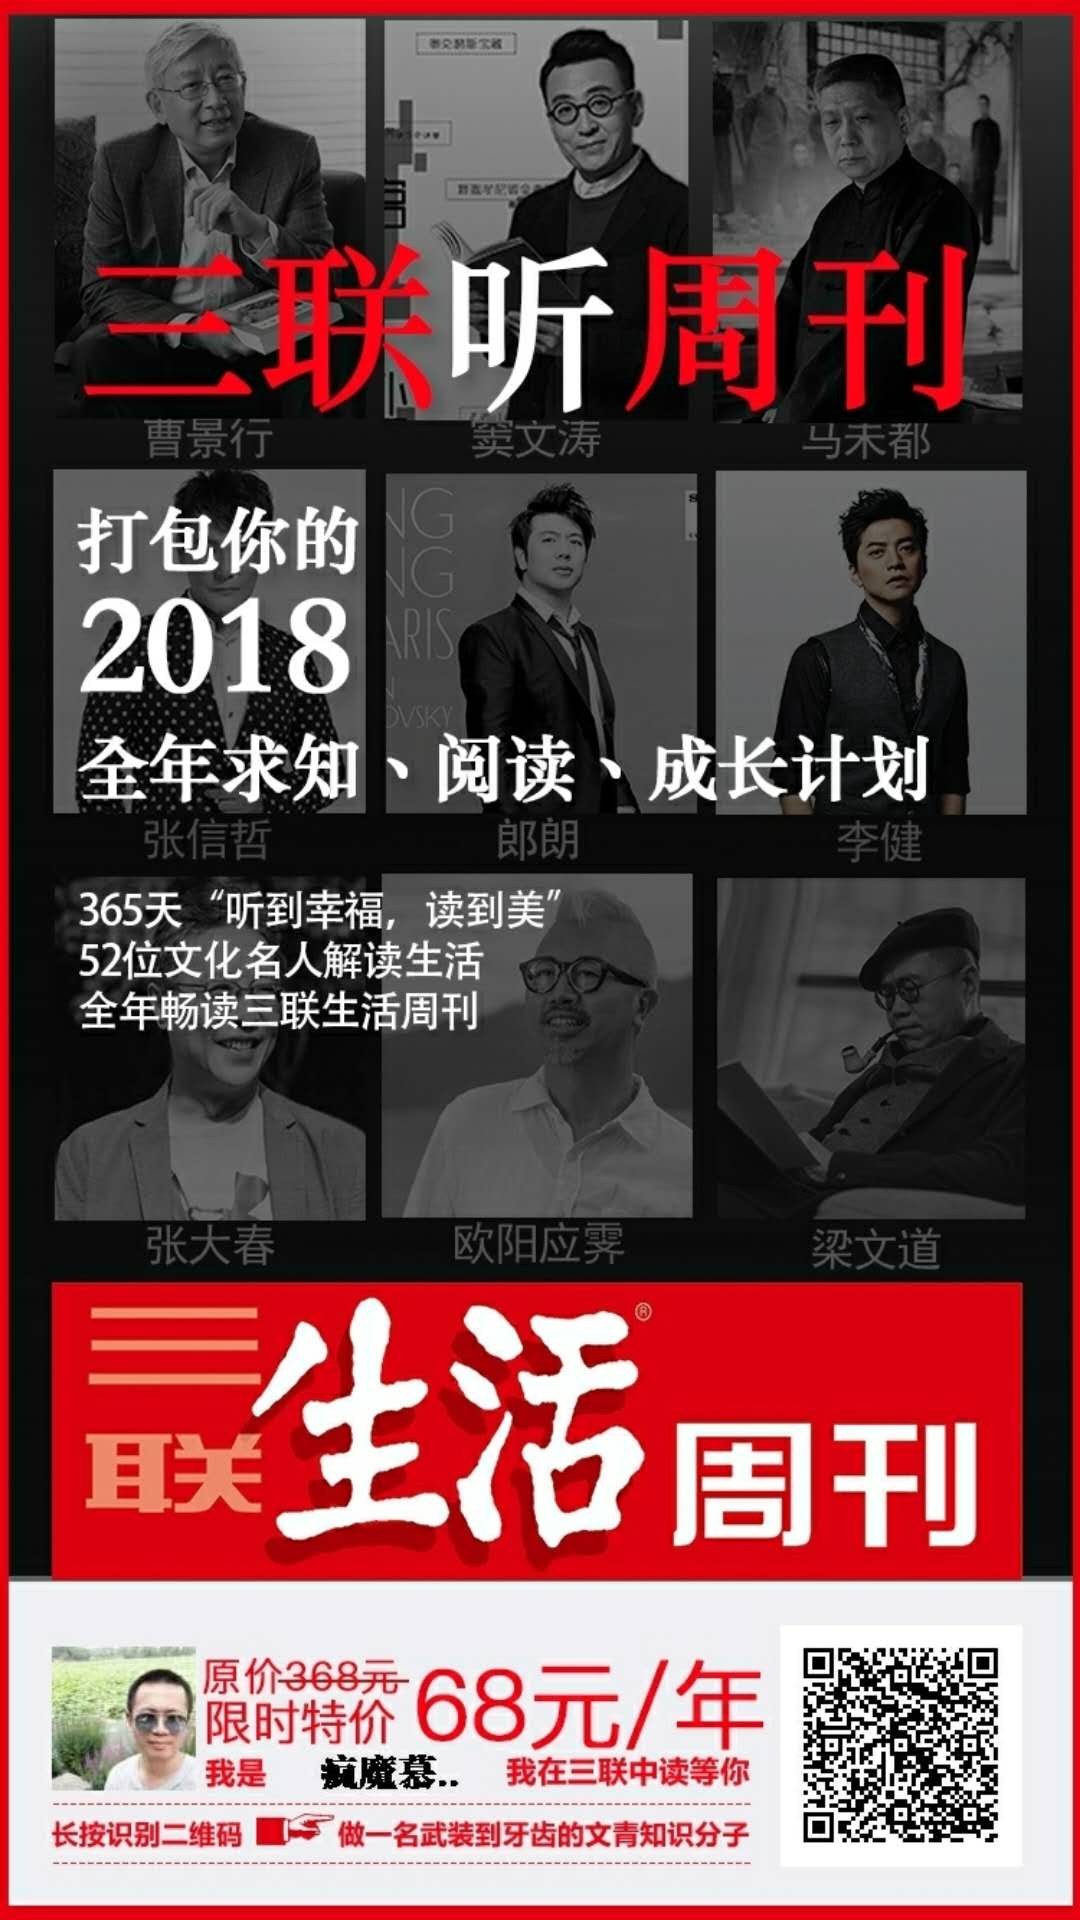 三联听周刊
曹景行
窦文涛
马未都
打包你的
2018
全年求知、阅读、成长计划
张信哲
郎朗
李健
365天“听到幸福，读到美”
52位文化名人解读生活
全年畅读三联生活周刊
张大春
欧阳应霁
梁文道
三联生活周刊
®
原价368元
限时特价
68元/年
我是 疯魔慕.. 我在三联中读等你
长按识别二维码 做一名武装到牙齿的文青知识分子